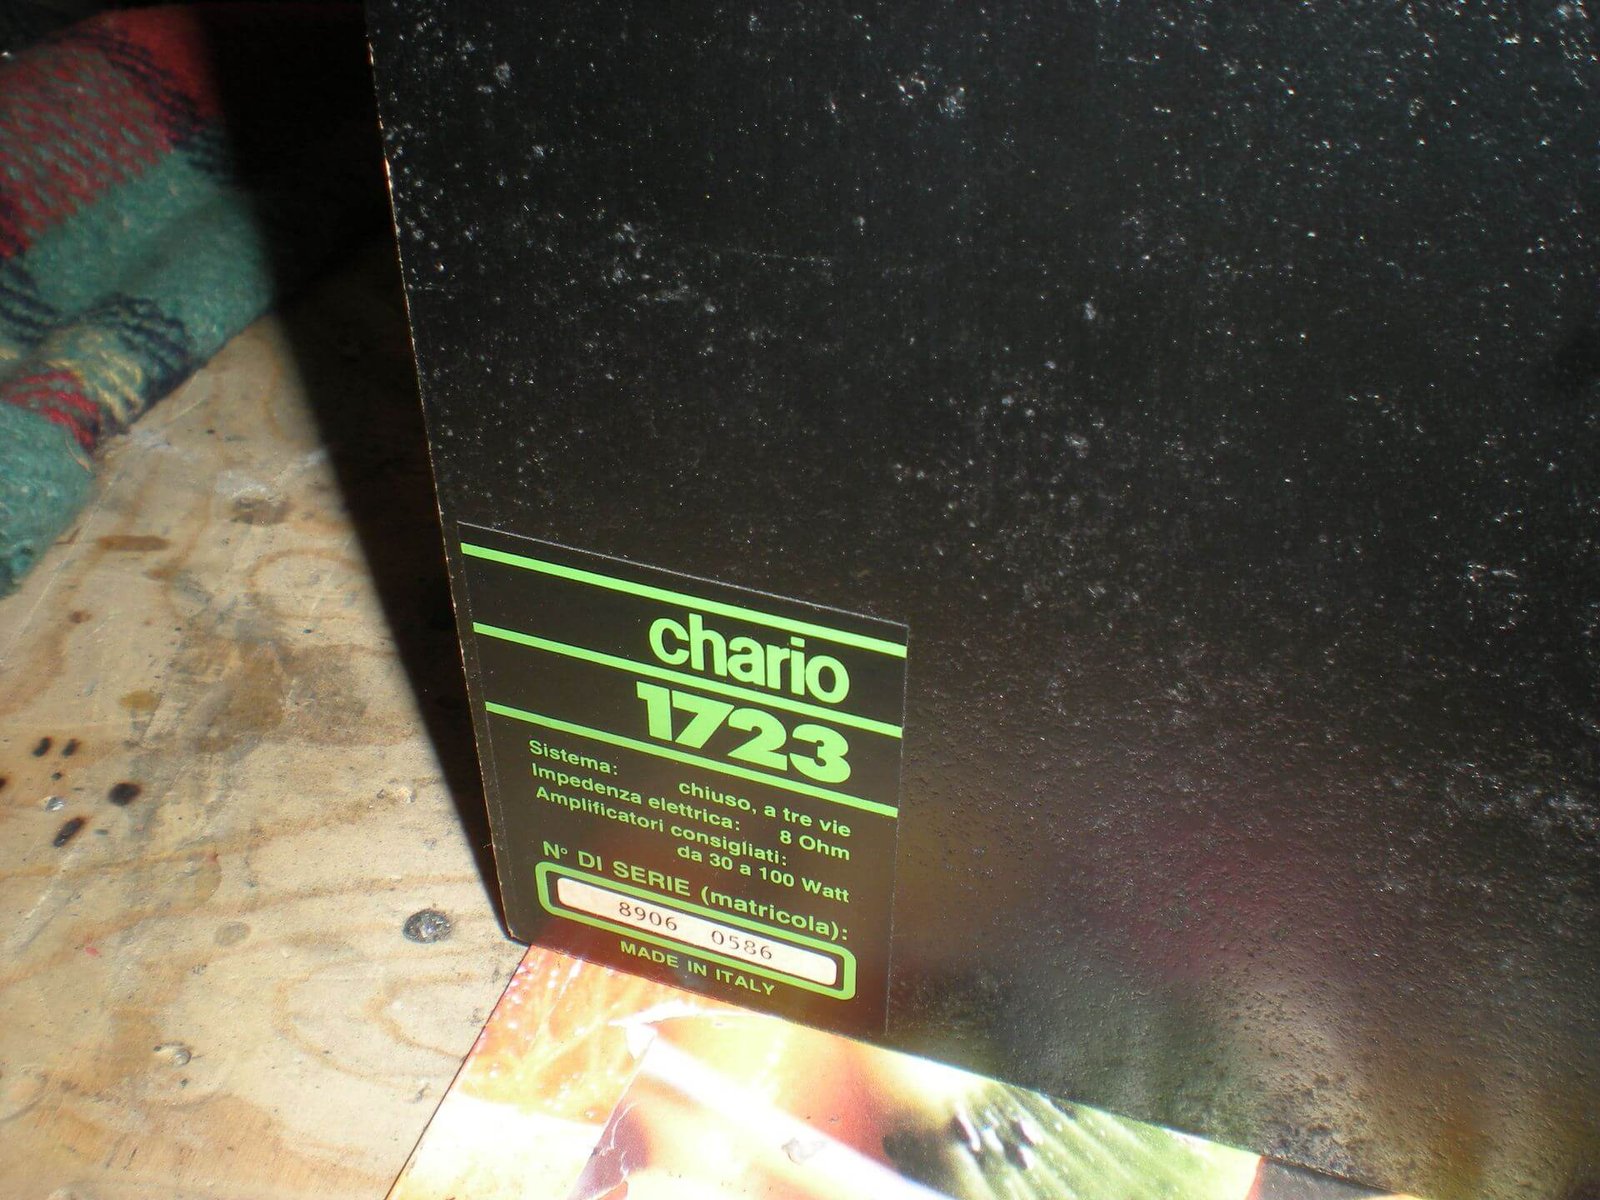 chario
1723
Sistema: chiuso, a tre vie
Impedenza elettrica: 8 Ohm
Amplificatori consigliati:
da 30 a 100 Watt
N° DI SERIE (matricola):
8906 0586
MADE IN ITALY